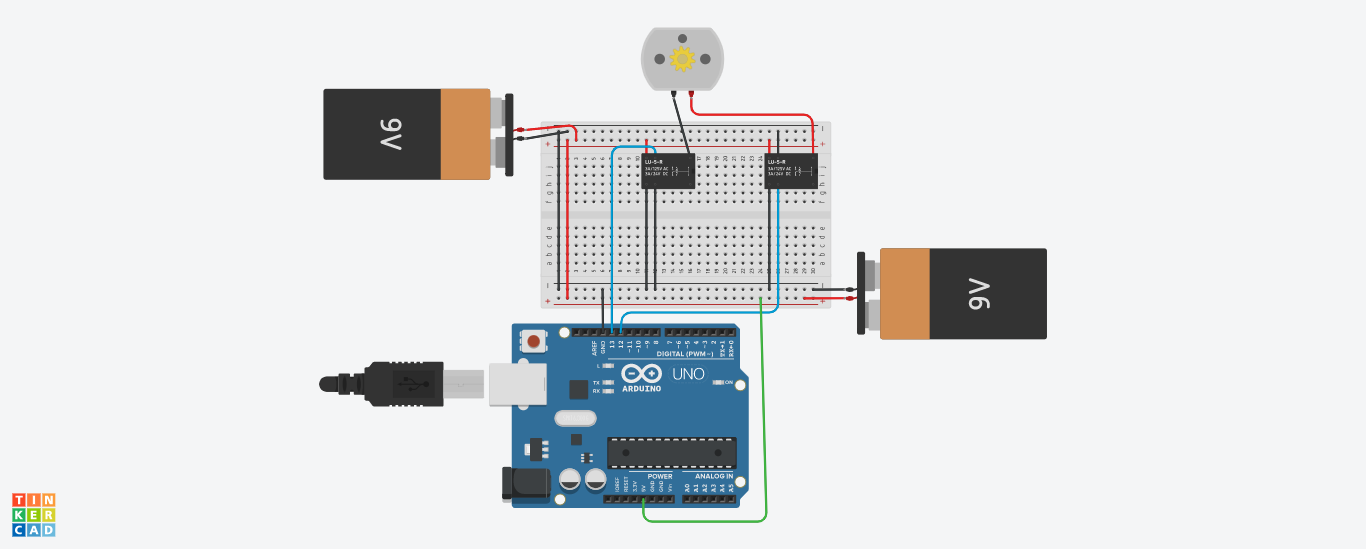 9V
LU-5-R
3A/125V AC
3A/24V DC
LU-5-R
3A/125V AC
3A/24V DC
9V
AREF
GND
13
12
~11
~10
~9
8
7
~6
~5
4
~3
2
TX→1
RX←0
DIGITAL (PWM~)
L
TX
RX
ARDUINO
UNO
ON
POWER
ANALOG IN
IOREF
RESET
3.3V
5V
GND
GND
Vin
A0
A1
A2
A3
A4
A5
TIN
KER
CAD